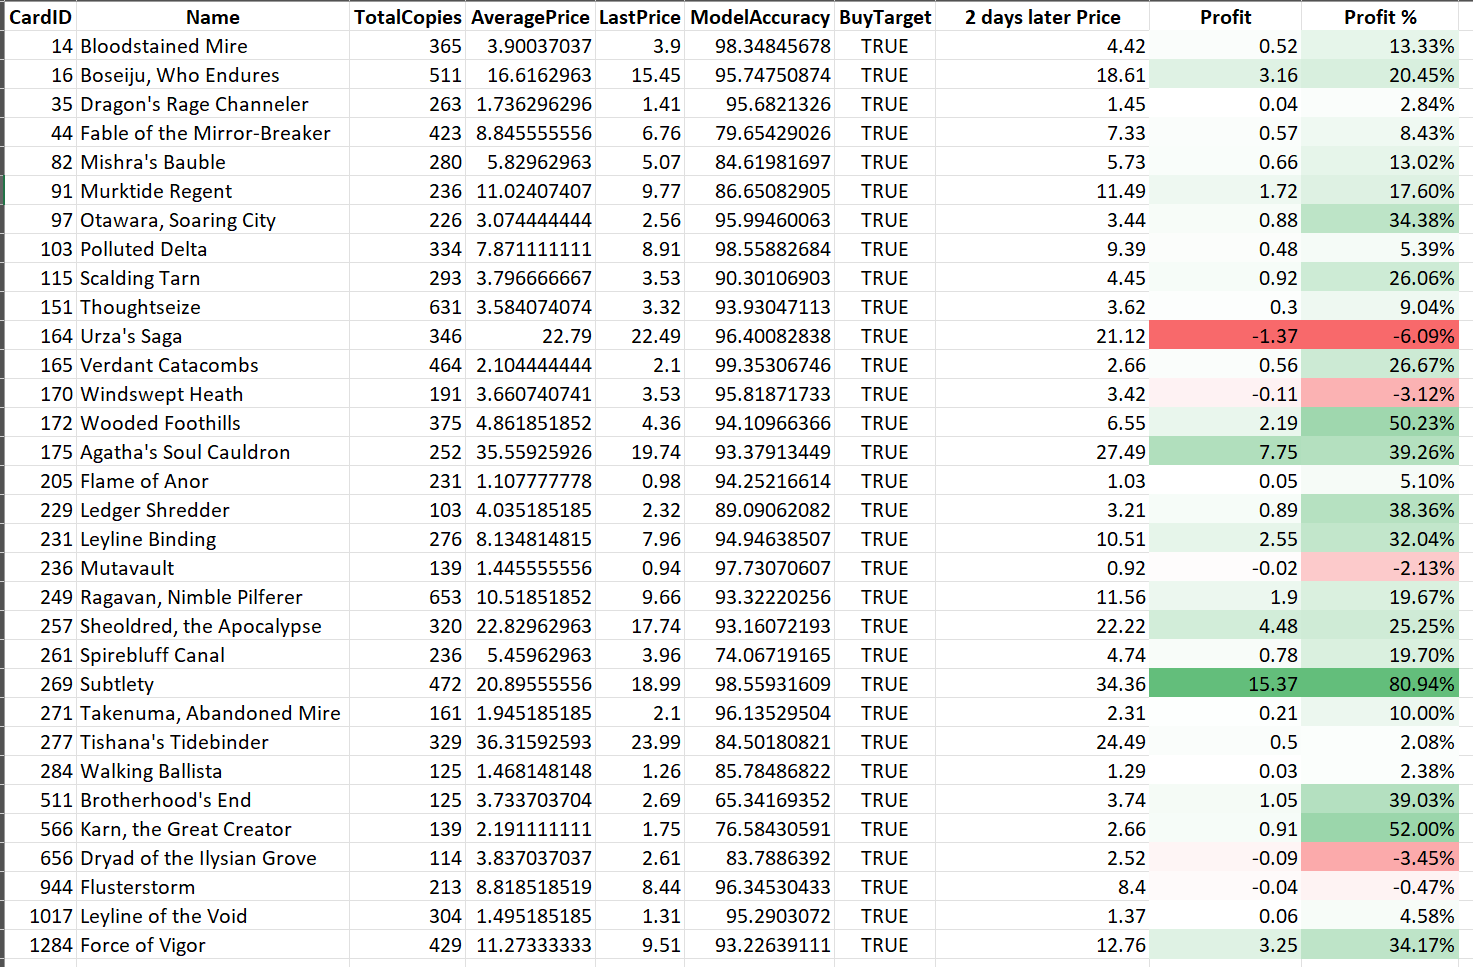 CardID Name TotalCopies AveragePrice LastPrice ModelAccuracy BuyTarget 2 days later Price Profit Profit %
14 Bloodstained Mire 365 3.90037037 3.9 98.34845678 TRUE 4.42 0.52 13.33%
16 Boseiju, Who Endures 511 16.6162963 15.45 95.74750874 TRUE 18.61 3.16 20.45%
35 Dragon's Rage Channeler 263 1.736296296 1.41 95.6821326 TRUE 1.45 0.04 2.84%
44 Fable of the Mirror-Breaker 423 8.845555556 6.76 79.65429026 TRUE 7.33 0.57 8.43%
82 Mishra's Bauble 280 5.82962963 5.07 84.61981697 TRUE 5.73 0.66 13.02%
91 Murktide Regent 236 11.02407407 9.77 86.65082905 TRUE 11.49 1.72 17.60%
97 Otawara, Soaring City 226 3.074444444 2.56 95.99460063 TRUE 3.44 0.88 34.38%
103 Polluted Delta 334 7.871111111 8.91 98.55882684 TRUE 9.39 0.48 5.39%
115 Scalding Tarn 293 3.796666667 3.53 90.30106903 TRUE 4.45 0.92 26.06%
151 Thoughtseize 631 3.584074074 3.32 93.93047113 TRUE 3.62 0.3 9.04%
164 Urza's Saga 346 22.79 22.49 96.40082838 TRUE 21.12 -1.37 -6.09%
165 Verdant Catacombs 464 2.104444444 2.1 99.35306746 TRUE 2.66 0.56 26.67%
170 Windswept Heath 191 3.660740741 3.53 95.81871733 TRUE 3.42 -0.11 -3.12%
172 Wooded Foothills 375 4.861851852 4.36 94.10966366 TRUE 6.55 2.19 50.23%
175 Agatha's Soul Cauldron 252 35.55925926 19.74 93.37913449 TRUE 27.49 7.75 39.26%
205 Flame of Anor 231 1.107777778 0.98 94.25216614 TRUE 1.03 0.05 5.10%
229 Ledger Shredder 103 4.035185185 2.32 89.09062082 TRUE 3.21 0.89 38.36%
231 Leyline Binding 276 8.134814815 7.96 94.94638507 TRUE 10.51 2.55 32.04%
236 Mutavault 139 1.445555556 0.94 97.73070607 TRUE 0.92 -0.02 -2.13%
249 Ragavan, Nimble Pilferer 653 10.51851852 9.66 93.32220256 TRUE 11.56 1.9 19.67%
257 Sheoldred, the Apocalypse 320 22.82962963 17.74 93.16072193 TRUE 22.22 4.48 25.25%
261 Spirebluff Canal 236 5.45962963 3.96 74.06719165 TRUE 4.74 0.78 19.70%
269 Subtlety 472 20.89555556 18.99 98.55931609 TRUE 34.36 15.37 80.94%
271 Takenuma, Abandoned Mire 161 1.945185185 2.1 96.13529504 TRUE 2.31 0.21 10.00%
277 Tishana's Tidebinder 329 36.31592593 23.99 84.50180821 TRUE 24.49 0.5 2.08%
284 Walking Ballista 125 1.468148148 1.26 85.78486822 TRUE 1.29 0.03 2.38%
511 Brotherhood's End 125 3.733703704 2.69 65.34169352 TRUE 3.74 1.05 39.03%
566 Karn, the Great Creator 139 2.191111111 1.75 76.58430591 TRUE 2.66 0.91 52.00%
656 Dryad of the Ilysian Grove 114 3.837037037 2.61 83.7886392 TRUE 2.52 -0.09 -3.45%
944 Flusterstorm 213 8.818518519 8.44 96.34530433 TRUE 8.4 -0.04 -0.47%
1017 Leyline of the Void 304 1.495185185 1.31 95.2903072 TRUE 1.37 0.06 4.58%
1284 Force of Vigor 429 11.27333333 9.51 93.22639111 TRUE 12.76 3.25 34.17%